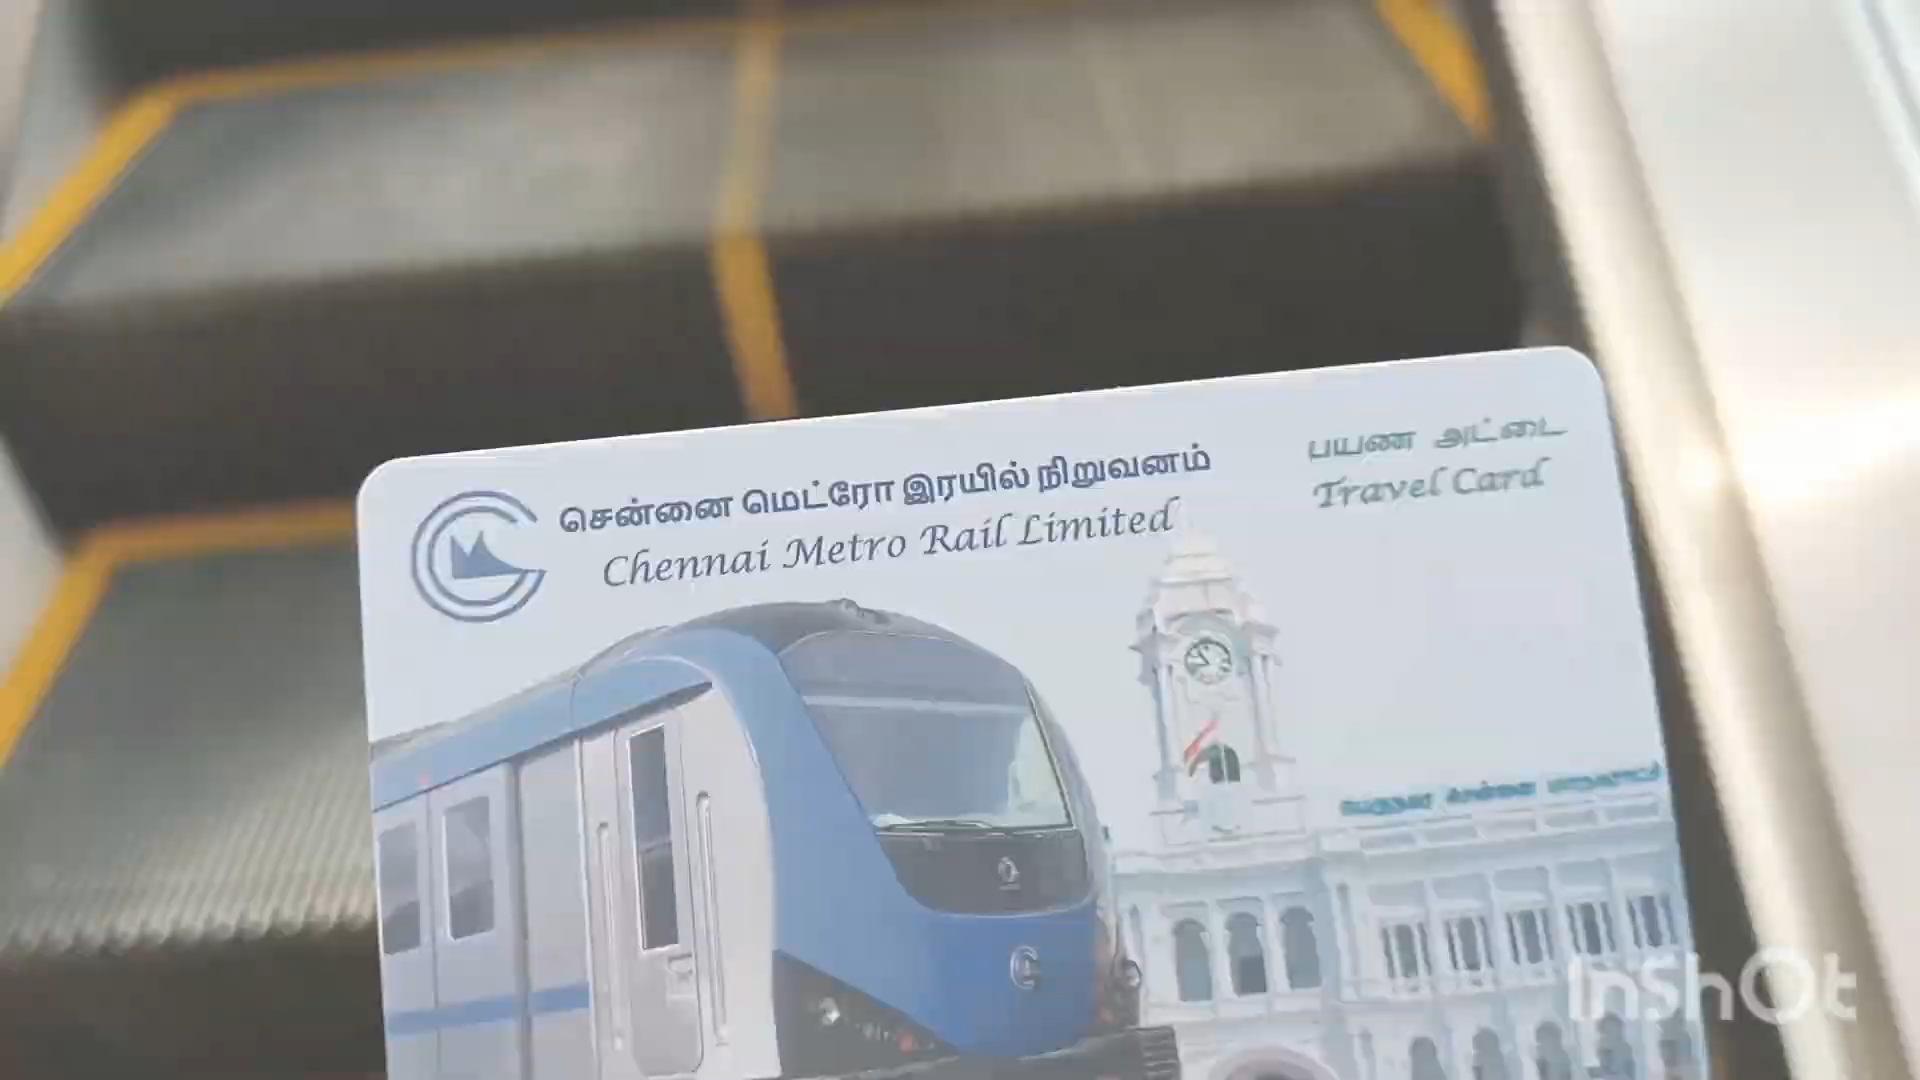 சென்னை மெட்ரோ இரயில் நிறுவனம்
Chennai Metro Rail Limited
பயண அட்டை
Travel Card
InShOt